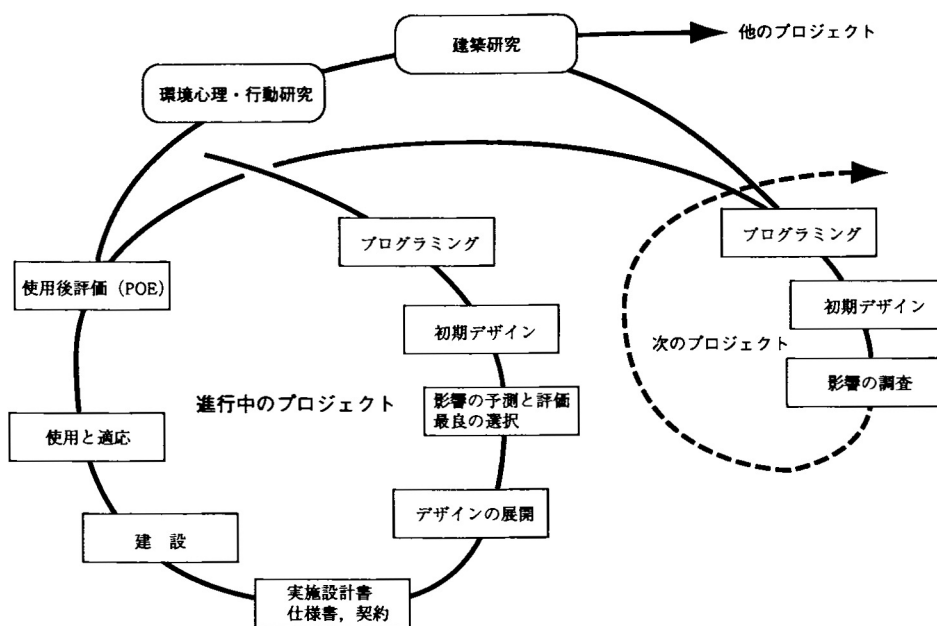 建築研究
他のプロジェクト
環境心理・行動研究
プログラミング
使用後評価（POE）
初期デザイン
進行中のプロジェクト
影響の予測と評価
最良の選択
使用と適応
デザインの展開
建　設
実施設計書
仕様書，契約
プログラミング
初期デザイン
次のプロジェクト
影響の調査